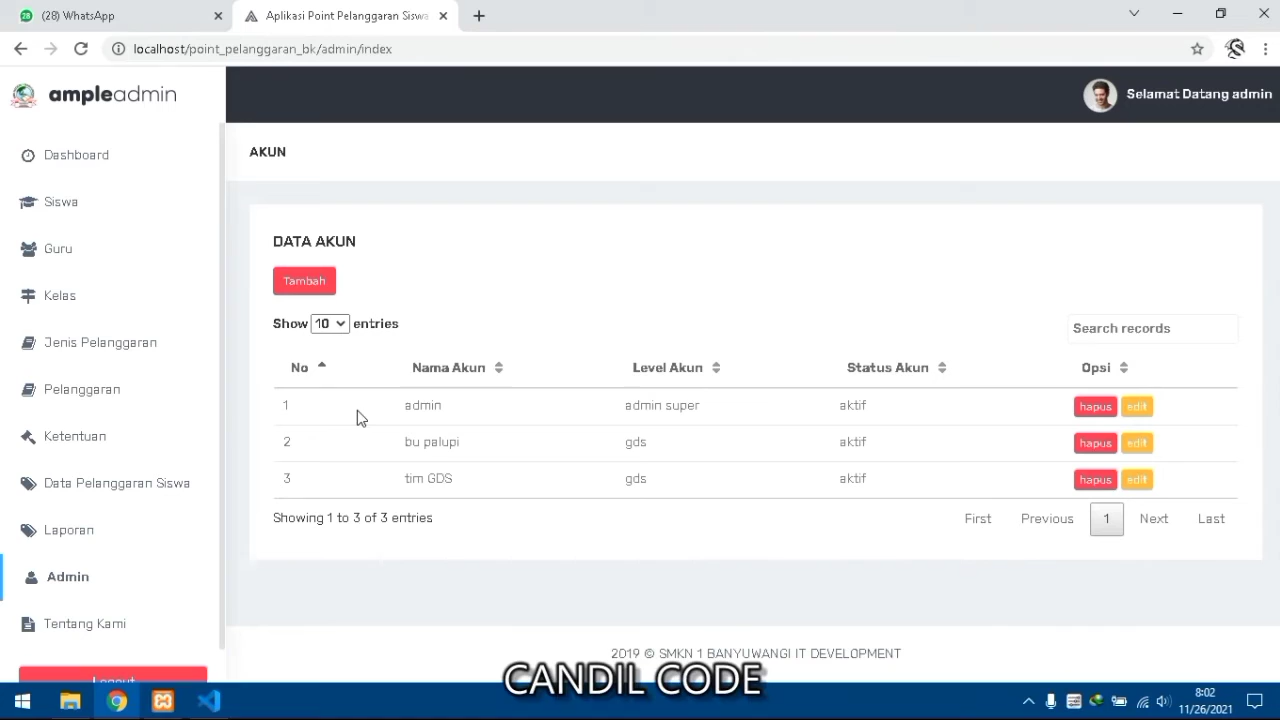 28
(28) WhatsApp
Aplikasi Point Pelanggaran Sisw
localhost/point_pelanggaran_bk/admin/index
ampleadmin
Selamat Datang admin
Dashboard
Siswa
Guru
Kelas
Jenis Pelanggaran
Pelanggaran
Ketentuan
Data Pelanggaran Siswa
Laporan
Admin
Tentang Kami
Logout
AKUN
DATA AKUN
Tambah
Show 10 entries
Search records
No Nama Akun Level Akun Status Akun Opsi
1 admin admin super aktif hapus edit
2 bu palupi gds aktif hapus edit
3 tim GDS gds aktif hapus edit
Showing 1 to 3 of 3 entries
First Previous 1 Next Last
2019 © SMKN 1 BANYUWANGI IT DEVELOPMENT
CANDIL CODE
8:02
11/26/2021